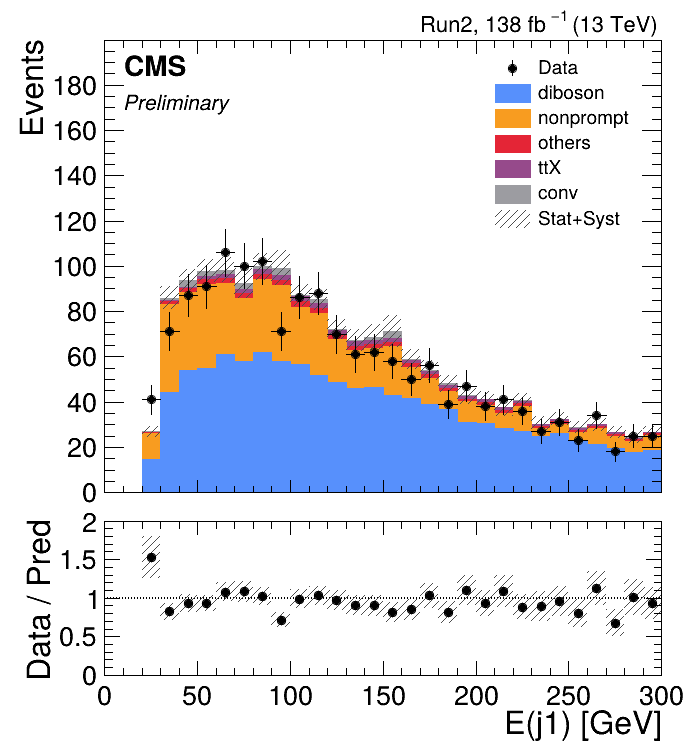 Run2, 138 fb⁻¹ (13 TeV)
CMS
Preliminary
Events
180
160
140
120
100
80
60
40
20
0
Data
diboson
nonprompt
others
ttX
conv
Stat+Syst
Data / Pred
2
1.5
1
0.5
0
0 50 100 150 200 250 300
E(j1) [GeV]